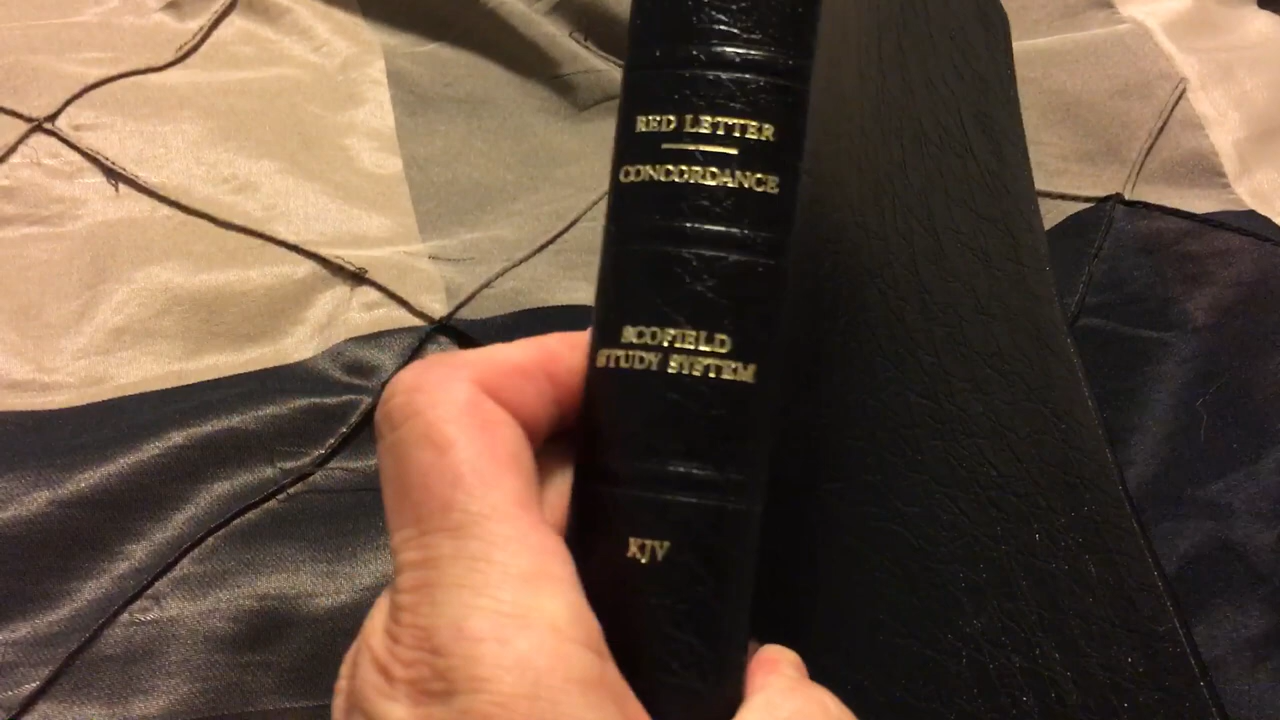 RED LETTER
CONCORDANCE
SCOFIELD
STUDY SYSTEM
KJV